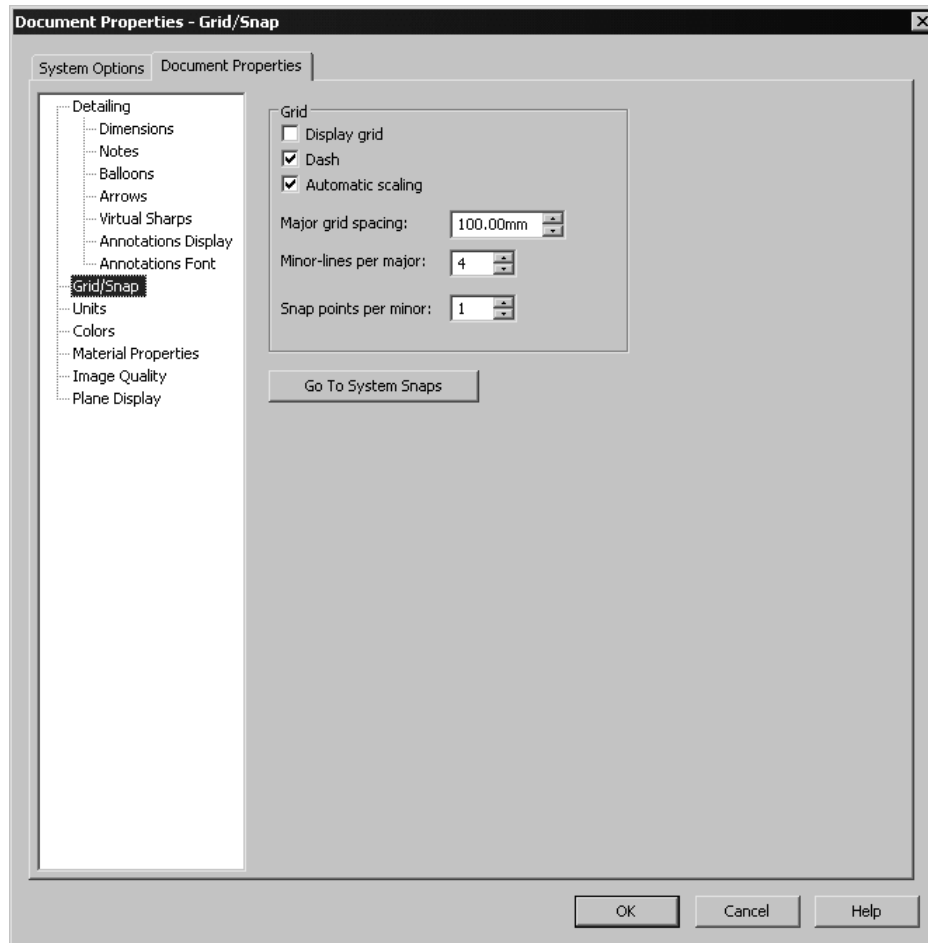 Document Properties - Grid/Snap
System Options
Document Properties
Detailing
Dimensions
Notes
Balloons
Arrows
Virtual Sharps
Annotations Display
Annotations Font
Grid/Snap
Units
Colors
Material Properties
Image Quality
Plane Display
Grid
Display grid
Dash
Automatic scaling
Major grid spacing: 100.00mm
Minor-lines per major: 4
Snap points per minor: 1
Go To System Snaps
OK Cancel Help